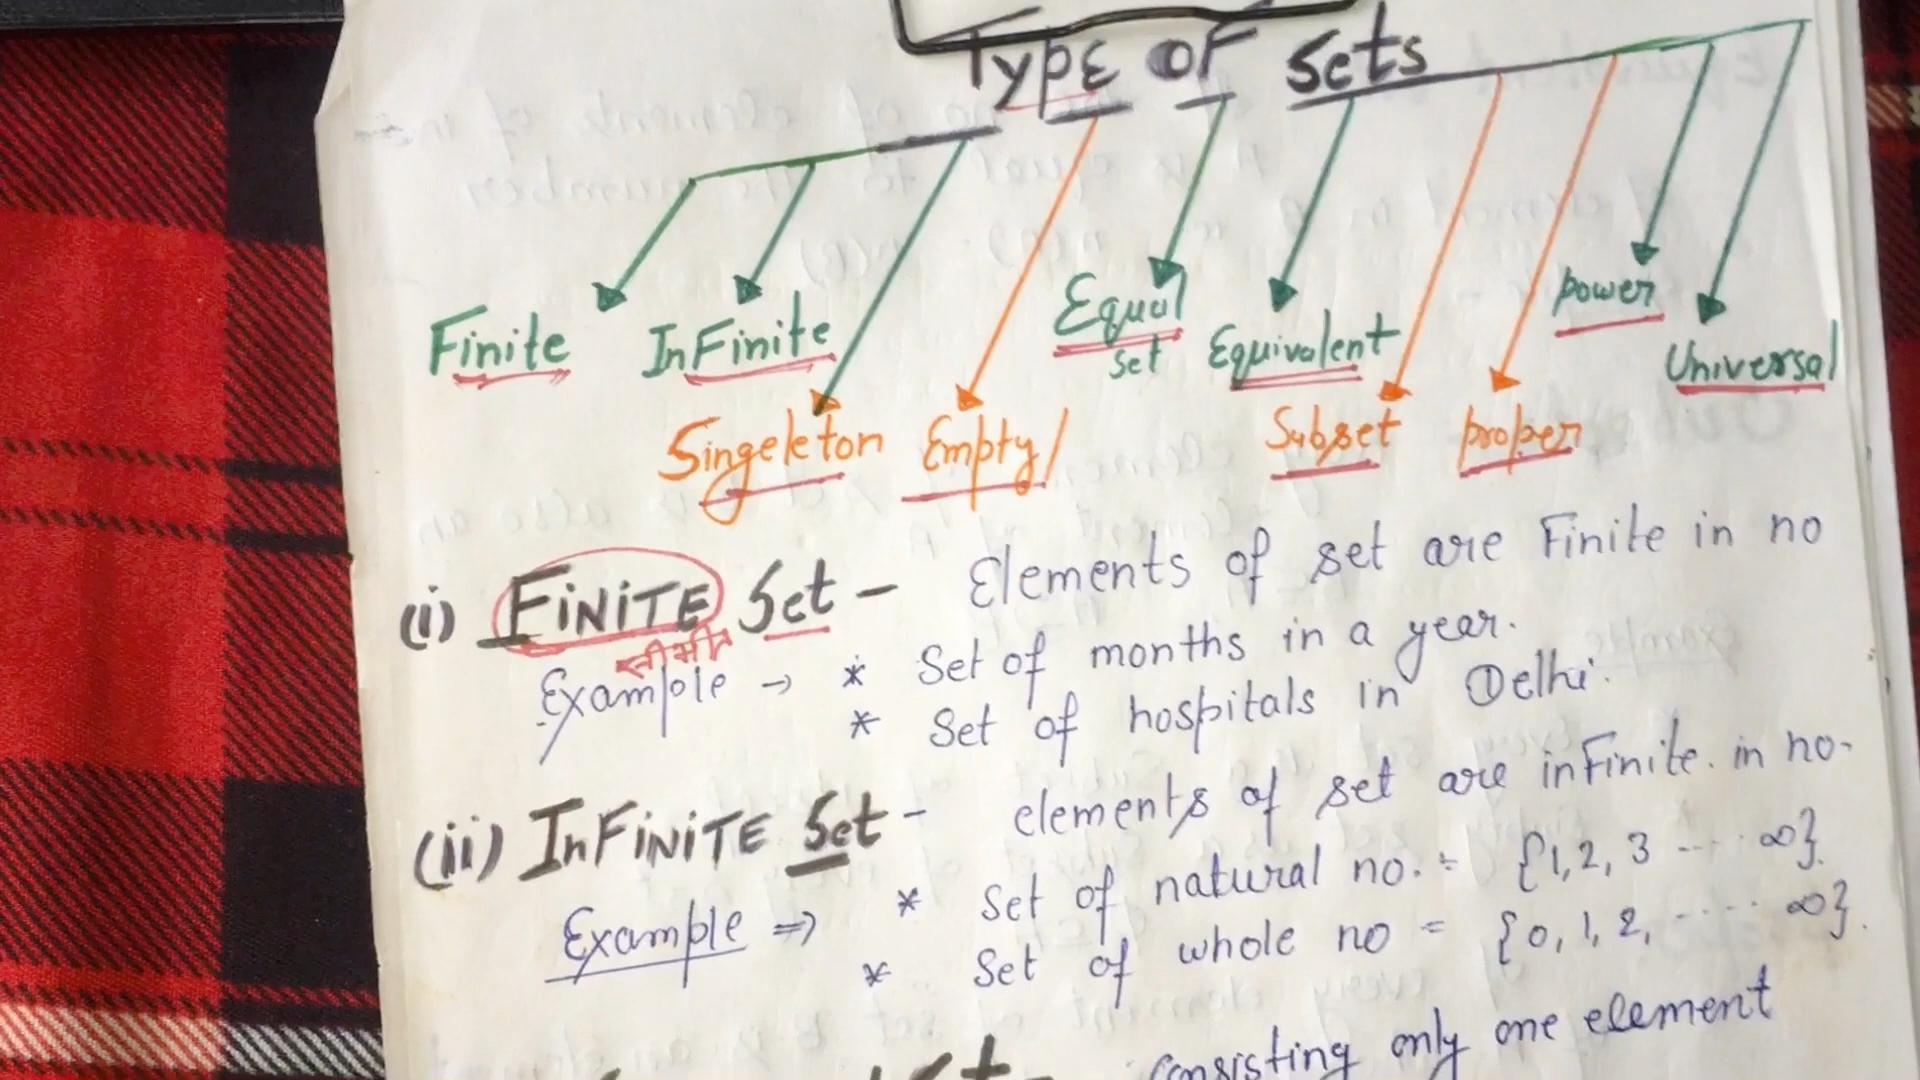 Type of Sets
Finite
InFinite
Singeleton
Empty/
Equal
set
Equivalent
Subset
proper
power
Universal
(i) FiNiTE Set - Elements of set are Finite in no
Example → * Set of months in a year.
* Set of hospitals in Delhi.
(ii) InFiNiTE Set - elements of set are inFinite. in no-
Example ⇒ * Set of natural no. = {1, 2, 3 --- ∞}.
* Set of whole no = {0, 1, 2, ----- ∞}.
consisting only one element